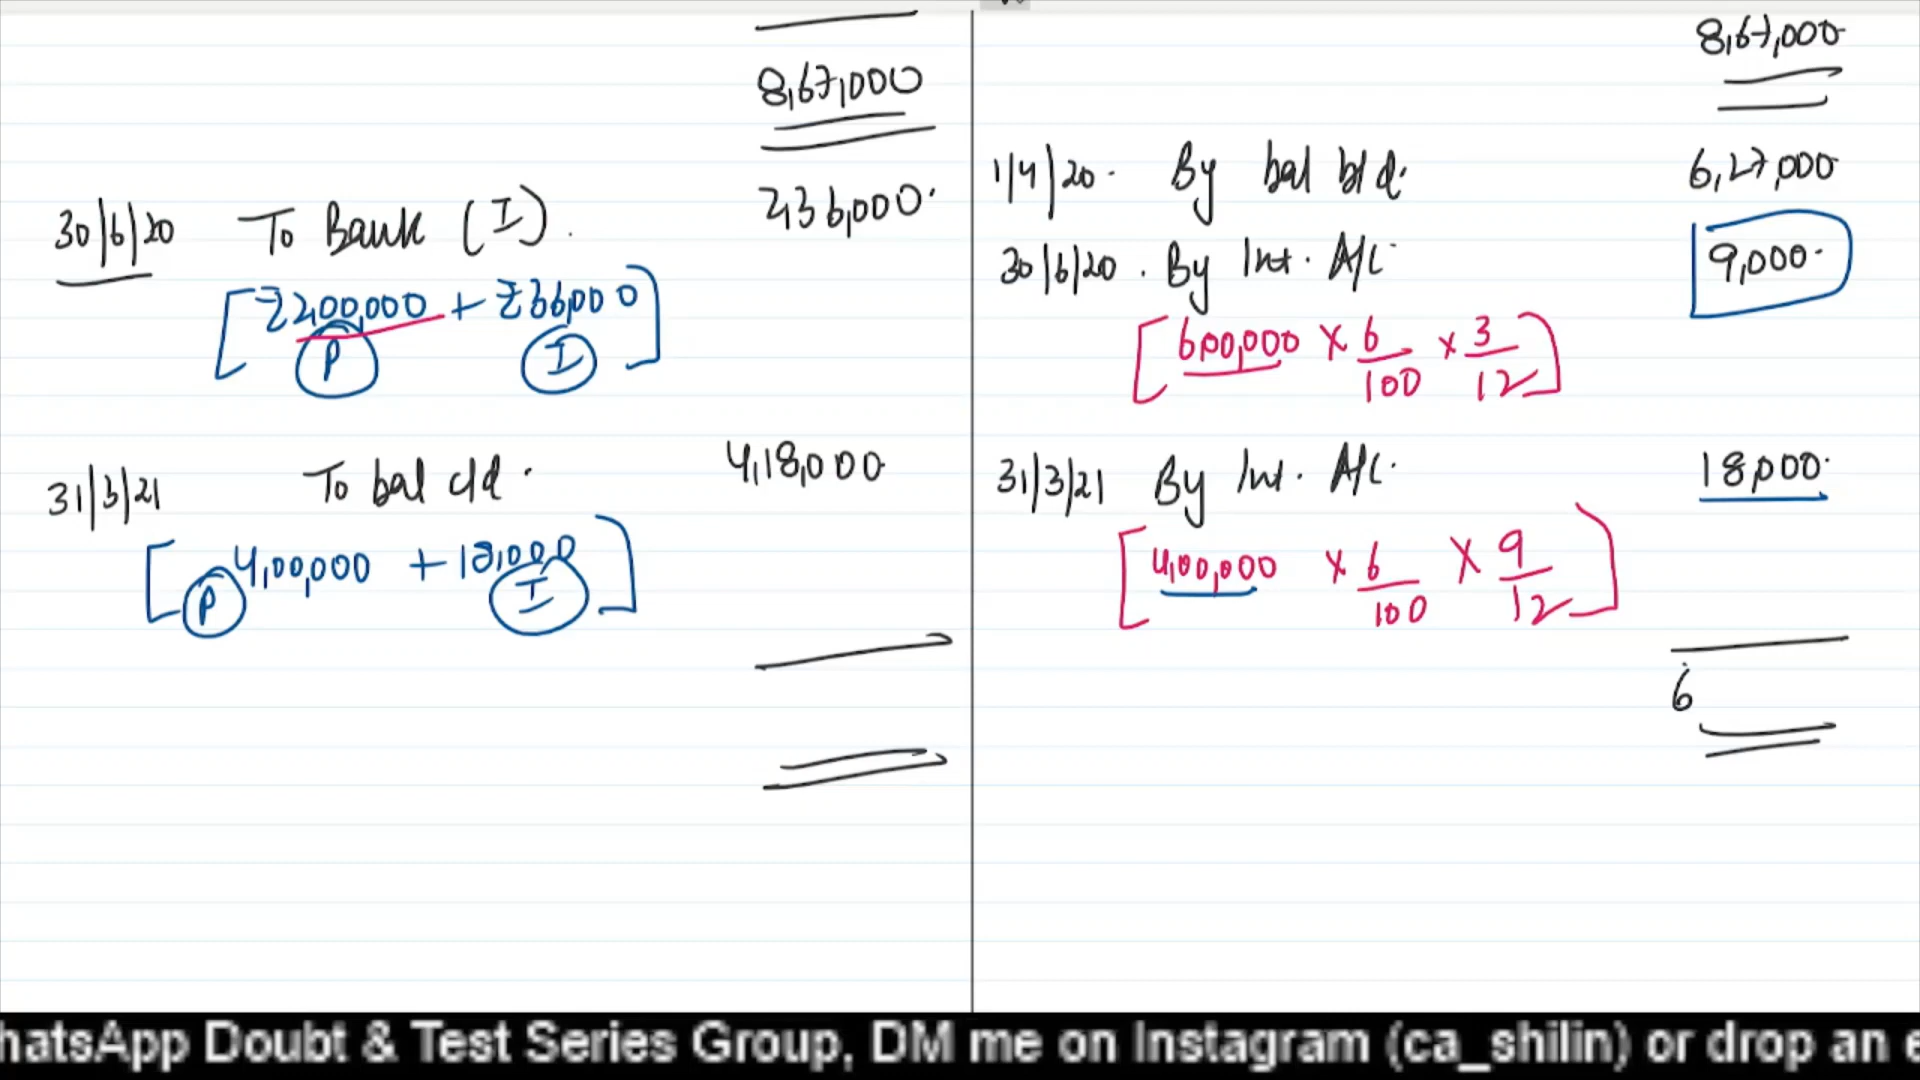 8,67,000
30/6/20 To Bank (I). 2,36,000.
[₹200,000 + ₹36,000]
P I
31/3/21 To bal c/d. 4,18,000
[4,00,000 + 18,000]
P I
8,67,000
1/4/20. By bal b/d. 6,27,000
30/6/20. By Int. A/c. 9,000.
[600,000 × 6/100 × 3/12]
31/3/21 By Int. A/c. 18,000.
[4,00,000 × 6/100 × 9/12]
6
hatsApp Doubt & Test Series Group, DM me on Instagram (ca_shilin) or drop an e